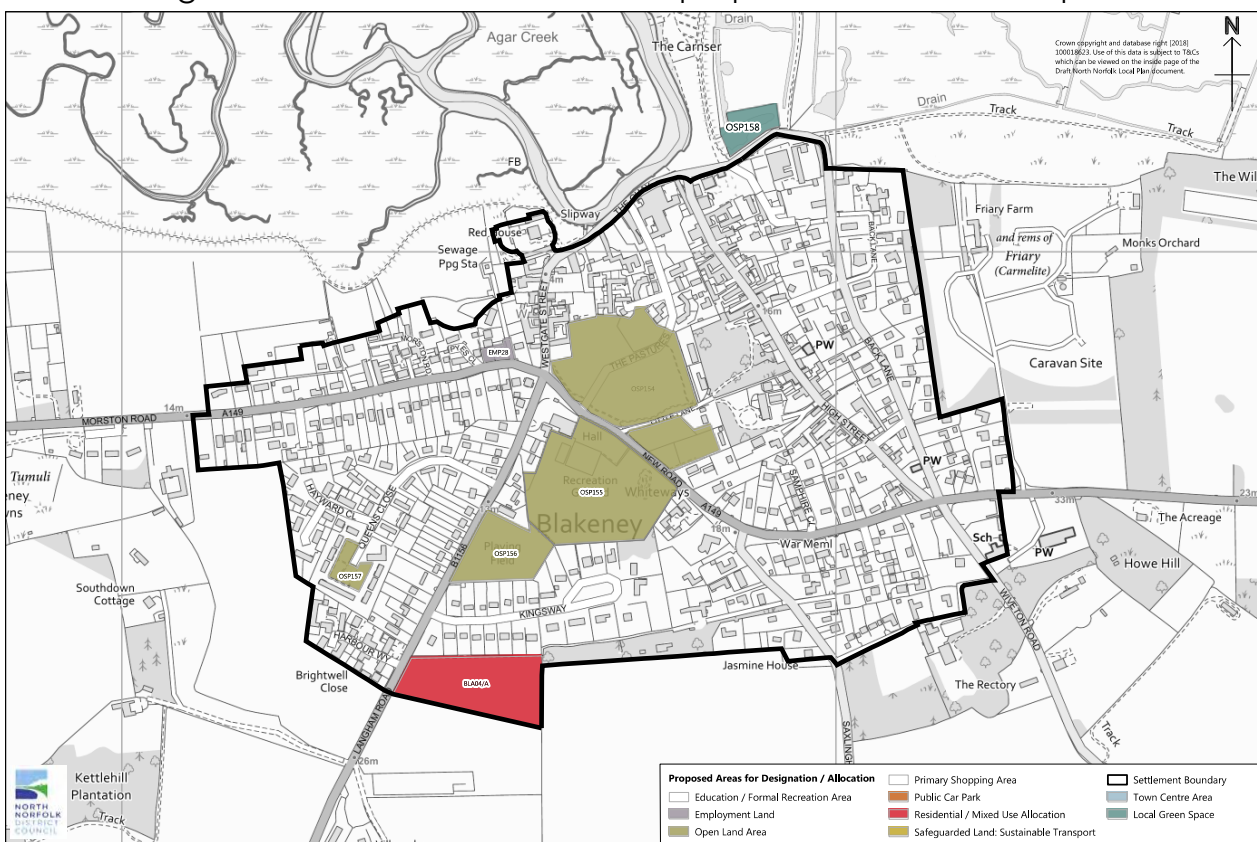 Agar Creek
Drain
The Carnser
N
Crown copyright and database right [2018]
100018623. Use of this data is subject to T&Cs
which can be viewed on the inside page of the
Draft North Norfolk Local Plan document.
OSP158
Drain
Track
Track
FB
The Wil
Slipway
Red House
Sewage
Ppg Sta
BACK LANE
Friary Farm
and rems of
Friary
(Carmelite)
Monks Orchard
WESTGATE STREET
16m
THE PASTURES
OSP154
EMP28
PW
BACK LANE
Caravan Site
14m
MORSTON ROAD
A149
HIGH STREET
Hall
NEW ROAD
Recreation
OSP155
Whiteways
PW
Tumuli
HAYWARD CL
QUEENS CLOSE
SAMPHIRE CL
A149
18m
33m
23m
Blakeney
The Acreage
B1156
Playing
Field
OSP156
War Meml
Sch
PW
Howe Hill
OSP157
Southdown
Cottage
KINGSWAY
WIVETON ROAD
HARBOUR WY
Jasmine House
Brightwell
Close
BLA04/A
The Rectory
LANGHAM ROAD
SAXLINGH
Track
26m
Kettlehill
Plantation
Track
NORTH
NORFOLK
DISTRICT
COUNCIL
Proposed Areas for Designation / Allocation
Education / Formal Recreation Area
Employment Land
Open Land Area
Primary Shopping Area
Public Car Park
Residential / Mixed Use Allocation
Safeguarded Land: Sustainable Transport
Settlement Boundary
Town Centre Area
Local Green Space